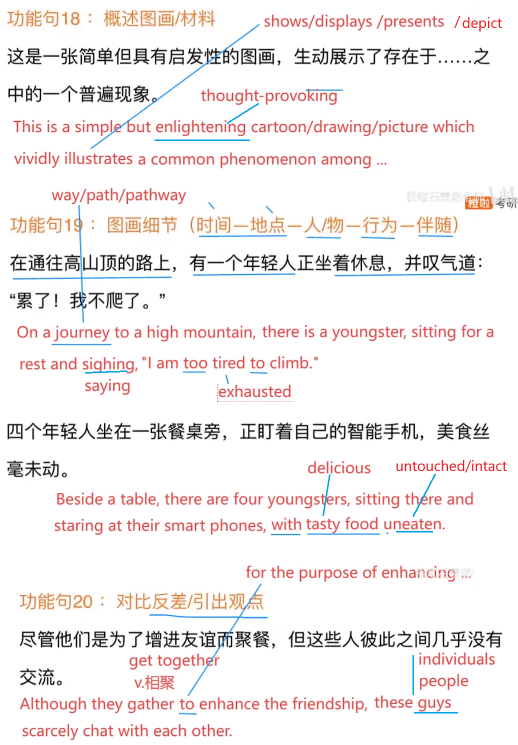 功能句18： 概述图画/材料
shows/displays /presents /depict
这是一张简单但具有启发性的图画，生动展示了存在于……之
中的一个普遍现象。
thought-provoking
This is a simple but enlightening cartoon/drawing/picture which
vividly illustrates a common phenomenon among ...
way/path/pathway
橙啦 考研
功能句19： 图画细节（时间—地点—人/物—行为—伴随）
在通往高山顶的路上，有一个年轻人正坐着休息，并叹气道：
“累了！我不爬了。”
On a journey to a high mountain, there is a youngster, sitting for a
rest and sighing, "I am too tired to climb."
saying
exhausted
四个年轻人坐在一张餐桌旁，正盯着自己的智能手机，美食丝
毫未动。
delicious
untouched/intact
Beside a table, there are four youngsters, sitting there and
staring at their smart phones, with tasty food uneaten.
for the purpose of enhancing ...
功能句20： 对比反差/引出观点
尽管他们是为了增进友谊而聚餐，但这些人彼此之间几乎没有
交流。
get together
v.相聚
individuals
people
Although they gather to enhance the friendship, these guys
scarcely chat with each other.